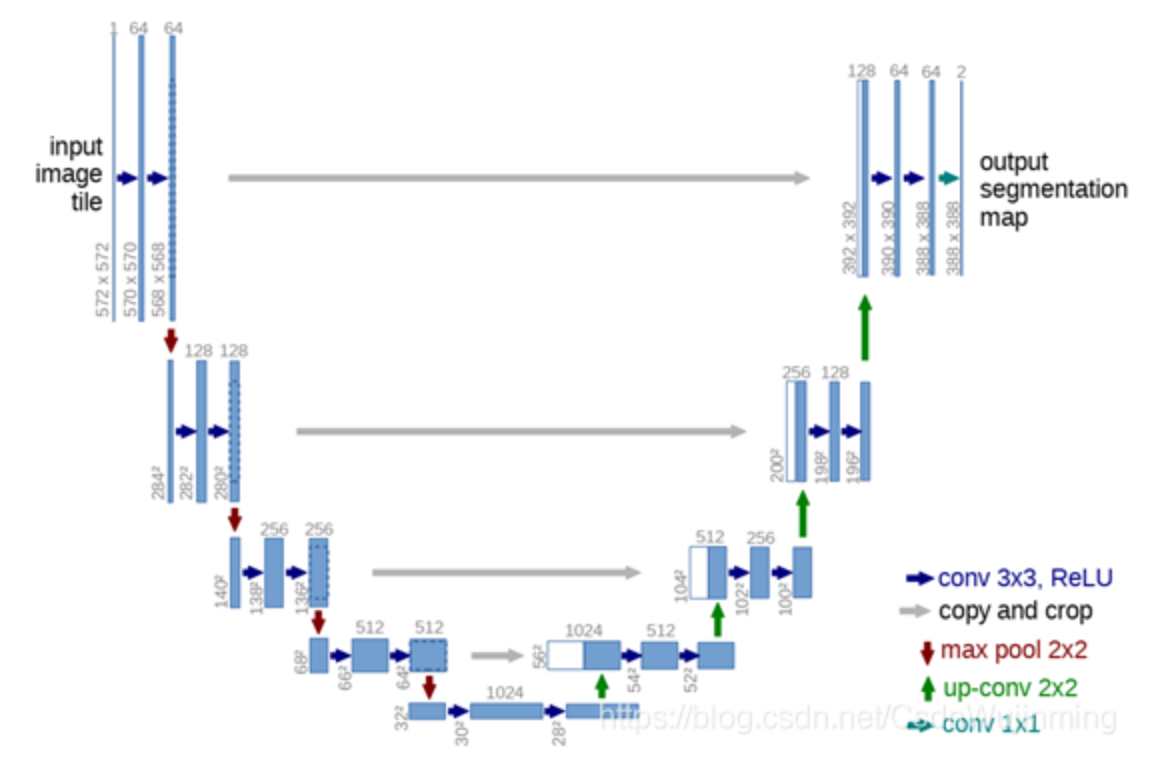 1 64 64
128 64 64 2
input
image
tile
output
segmentation
map
572 x 572
570 x 570
568 x 568
392 x 392
390 x 390
388 x 388
388 x 388
128 128
256 128
284²
282²
280²
200²
198²
196²
256 256
512 256
140²
138²
136²
104²
102²
100²
512 512
1024 512
68²
66²
64²
56²
54²
52²
1024
32²
30²
28²
conv 3x3, ReLU
copy and crop
max pool 2x2
up-conv 2x2
conv 1x1
https://blog.csdn.net/CsdnWujinming